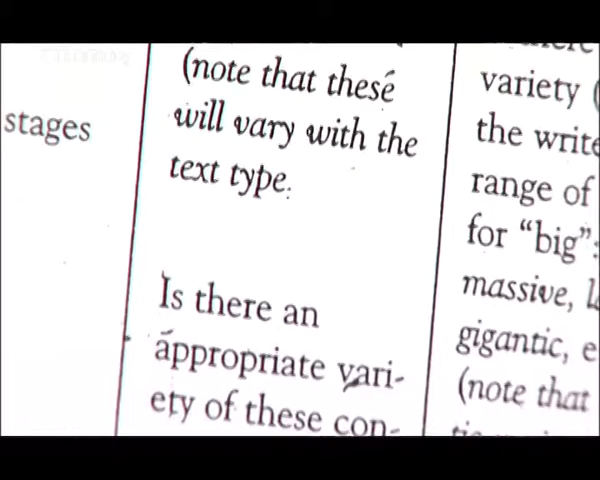 stages
(note that these
will vary with the
text type.
Is there an
appropriate vari-
ety of these con-
variety (
the write
range of
for “big”:
massive, l
gigantic, e
(note that